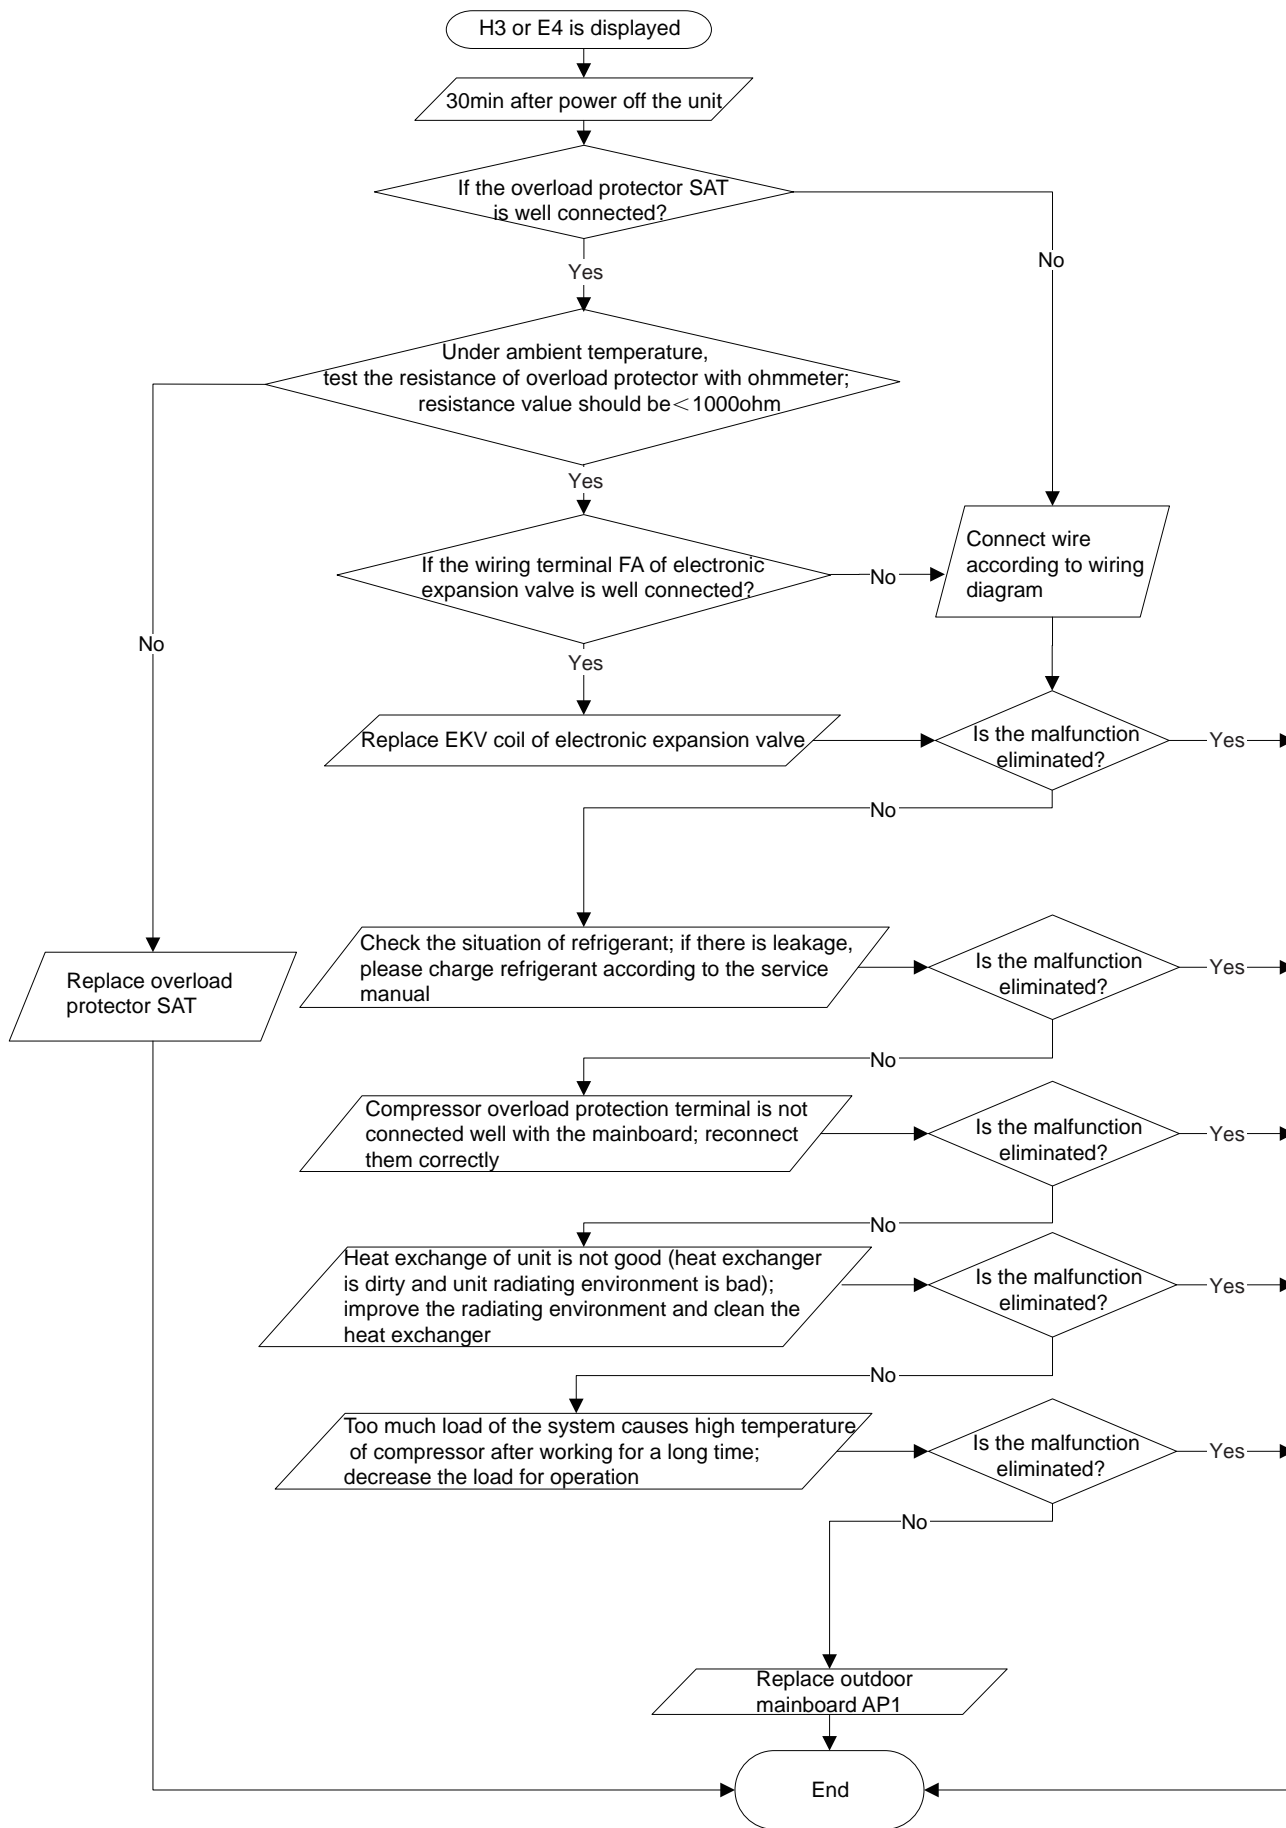 H3 or E4 is displayed
30min after power off the unit
If the overload protector SAT
is well connected?
No
Yes
Under ambient temperature,
test the resistance of overload protector with ohmmeter;
resistance value should be＜1000ohm
Yes
No
If the wiring terminal FA of electronic
expansion valve is well connected?
No
Connect wire
according to wiring
diagram
Yes
Replace EKV coil of electronic expansion valve
Is the malfunction
eliminated?
Yes
No
Replace overload
protector SAT
Check the situation of refrigerant; if there is leakage,
please charge refrigerant according to the service
manual
Is the malfunction
eliminated?
Yes
No
Compressor overload protection terminal is not
connected well with the mainboard; reconnect
them correctly
Is the malfunction
eliminated?
Yes
No
Heat exchange of unit is not good (heat exchanger
is dirty and unit radiating environment is bad);
improve the radiating environment and clean the
heat exchanger
Is the malfunction
eliminated?
Yes
No
Too much load of the system causes high temperature
of compressor after working for a long time;
decrease the load for operation
Is the malfunction
eliminated?
Yes
No
Replace outdoor
mainboard AP1
End